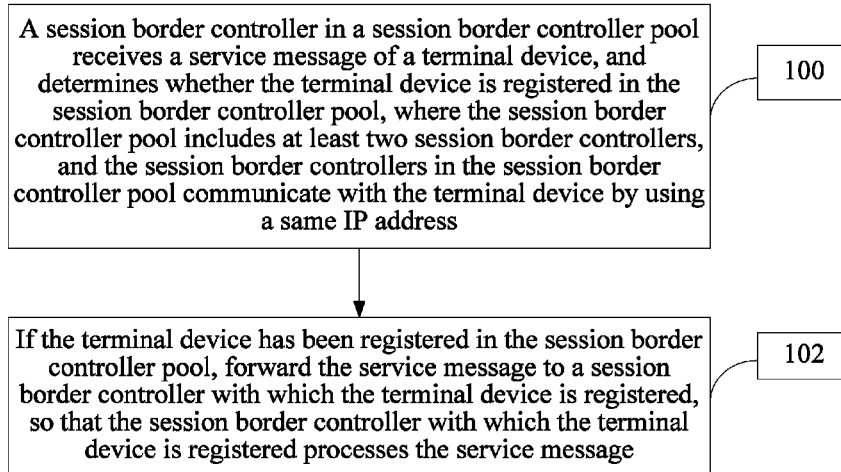 A session border controller in a session border controller pool
receives a service message of a terminal device, and
determines whether the terminal device is registered in the
session border controller pool, where the session border
controller pool includes at least two session border controllers,
and the session border controllers in the session border
controller pool communicate with the terminal device by using
a same IP address
100
If the terminal device has been registered in the session border
controller pool, forward the service message to a session
border controller with which the terminal device is registered,
so that the session border controller with which the terminal
device is registered processes the service message
102